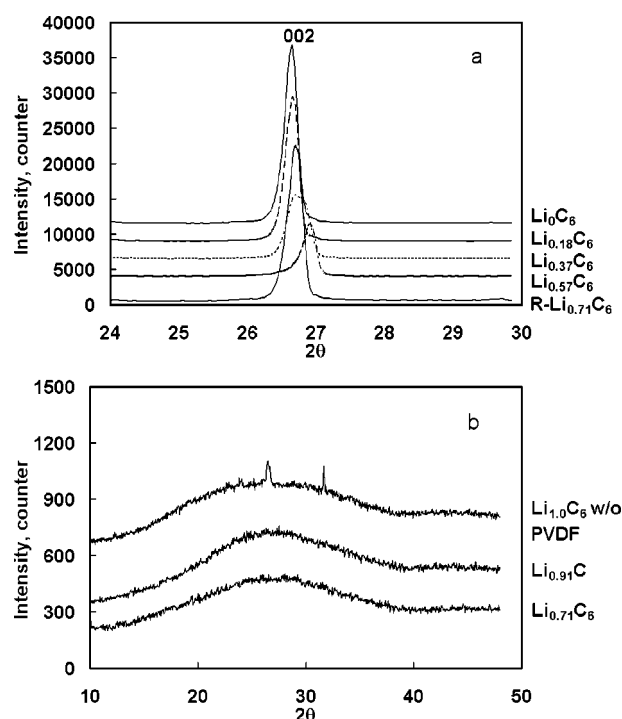 40000
35000
30000
25000
20000
15000
10000
5000
0
Intensity, counter
002
a
Li₀C₆
Li₀.₁₈C₆
Li₀.₃₇C₆
Li₀.₅₇C₆
R-Li₀.₇₁C₆
24 25 26 27 28 29 30
2θ
1500
1200
900
600
300
0
Intensity, counter
b
Li₁.₀C₆ w/o
PVDF
Li₀.₉₁C
Li₀.₇₁C₆
10 20 30 40 50
2θ